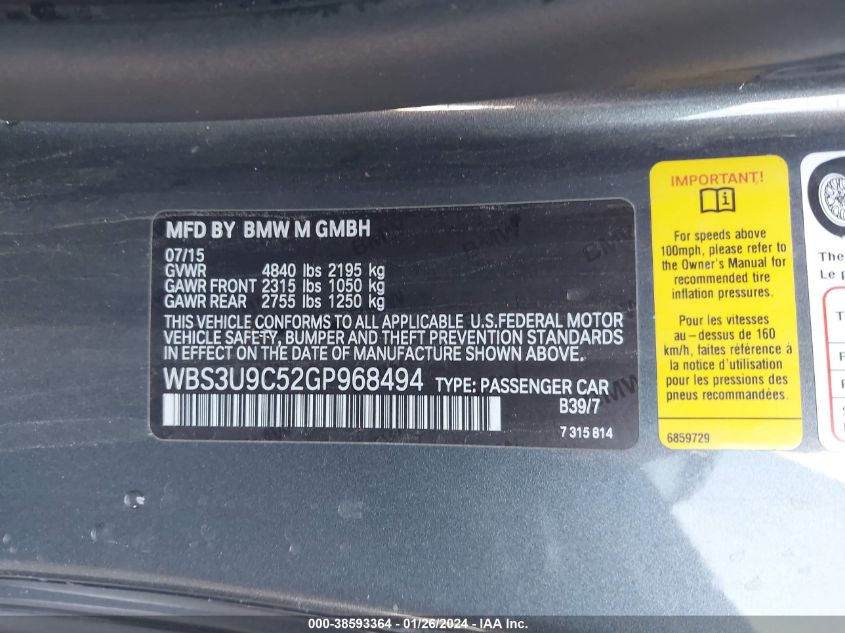 MFD BY BMW M GMBH
07/15
GVWR 4840 lbs 2195 kg
GAWR FRONT 2315 lbs 1050 kg
GAWR REAR 2755 lbs 1250 kg
THIS VEHICLE CONFORMS TO ALL APPLICABLE U.S.FEDERAL MOTOR
VEHICLE SAFETY, BUMPER AND THEFT PREVENTION STANDARDS
IN EFFECT ON THE DATE OF MANUFACTURE SHOWN ABOVE.
WBS3U9C52GP968494 TYPE: PASSENGER CAR
B39/7
7 315 814
IMPORTANT!
For speeds above
100mph, please refer to
the Owner's Manual for
recommended tire
inflation pressures.
Pour les vitesses
au-dessus de 160
km/h, faites référence à
la notice d'utilisation
pour les pressions des
pneus recommandées.
6859729
The
Le p
000-38593364 - 01/26/2024 - IAA Inc.